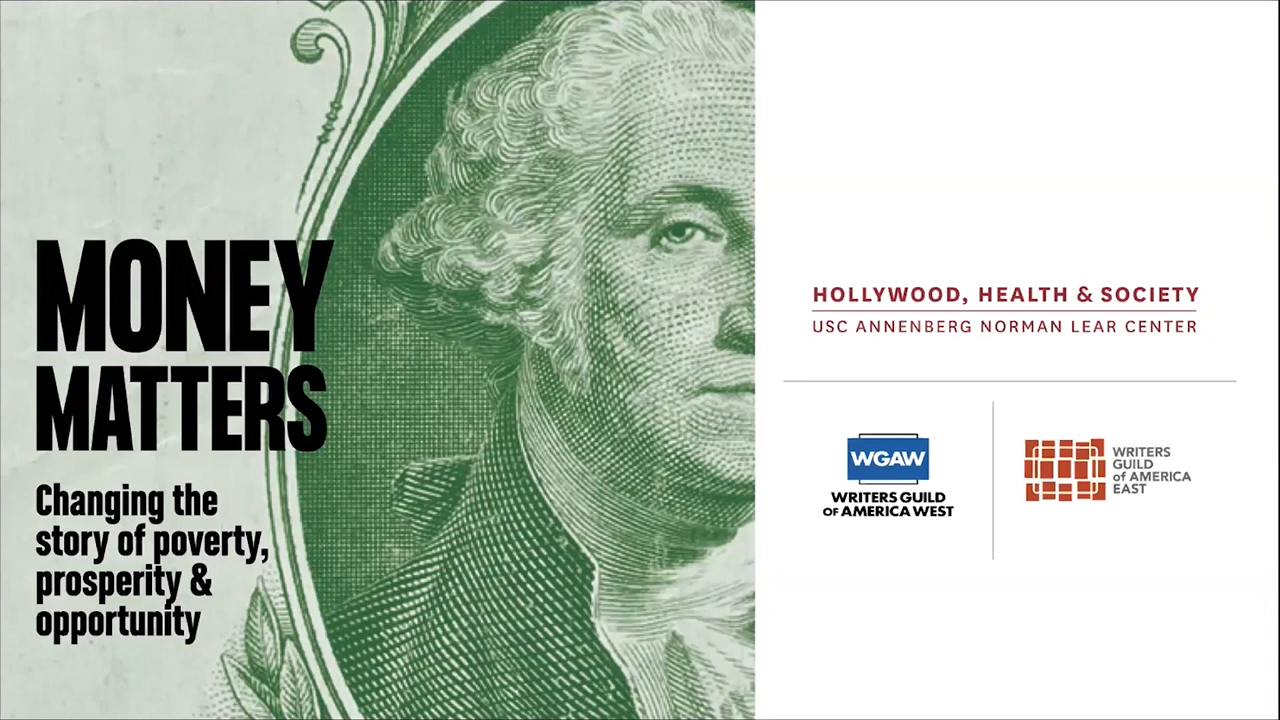 MONEY
MATTERS
Changing the
story of poverty,
prosperity &
opportunity
HOLLYWOOD, HEALTH & SOCIETY
USC ANNENBERG NORMAN LEAR CENTER
WGAW
WRITERS GUILD
OF AMERICA WEST
WRITERS
GUILD
of AMERICA
EAST